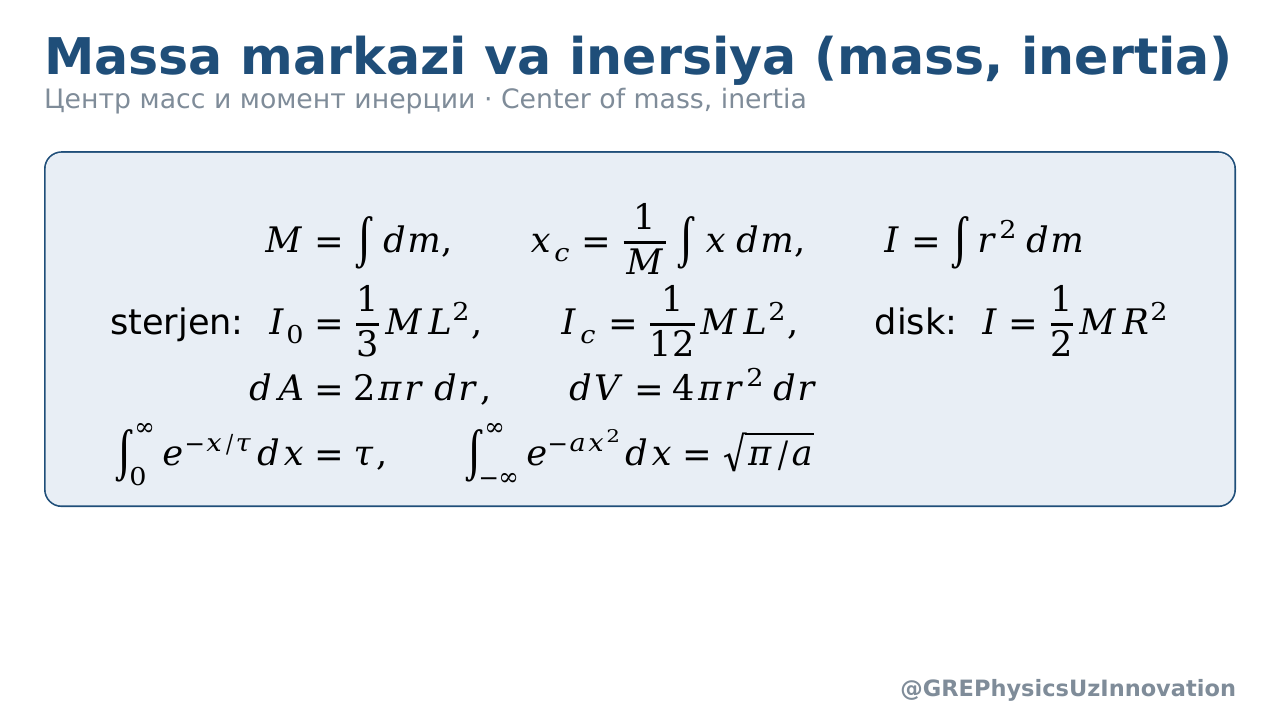 Massa markazi va inersiya (mass, inertia)
Центр масс и момент инерции · Center of mass, inertia
M = ∫ dm, x_c = 1/M ∫ x dm, I = ∫ r² dm
sterjen: I₀ = 1/3 ML², I_c = 1/12 ML², disk: I = 1/2 MR²
dA = 2πr dr, dV = 4πr² dr
∫₀^∞ e^{−x/τ} dx = τ, ∫_{−∞}^∞ e^{−ax²} dx = √(π/a)
@GREPhysicsUzInnovation